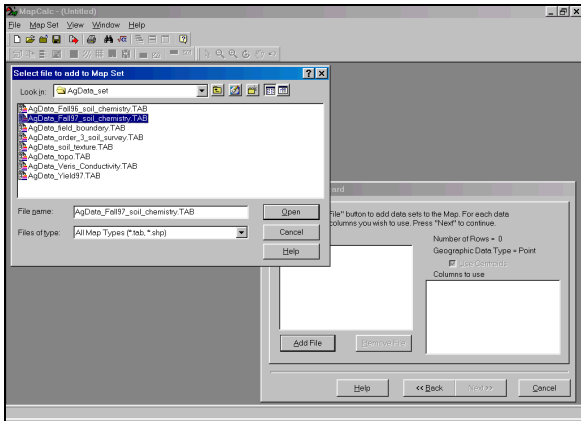 MapCalc - (Untitled)
File Map Set View Window Help
Select file to add to Map Set
Look in: AgData_set
AgData_Fall96_soil_chemistry.TAB
AgData_Fall97_soil_chemistry.TAB
AgData_field_boundary.TAB
AgData_order_3_soil_survey.TAB
AgData_soil_texture.TAB
AgData_topo.TAB
AgData_Veris_Conductivity.TAB
AgData_Yield97.TAB
File name: AgData_Fall97_soil_chemistry.TAB Open
Files of type: All Map Types (*.tab, *.shp) Cancel
Help
ard
File" button to add data sets to the Map. For each data
columns you wish to use. Press "Next" to continue.
Number of Rows = 0
Geographic Data Type = Point
Use Centroids
Columns to use
Add File Remove File
Help << Back Next >> Cancel